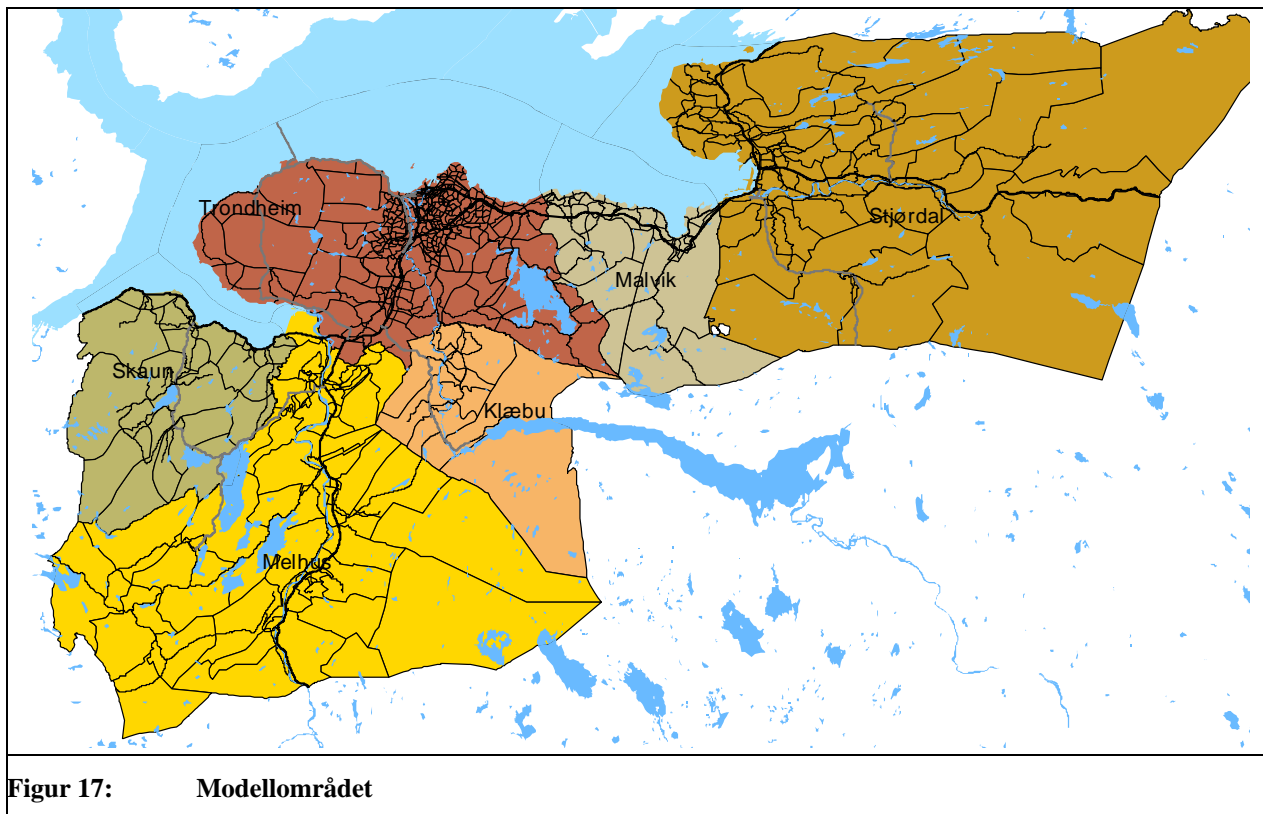 Trondheim
Stjørdal
Malvik
Skaun
Klæbu
Melhus
Figur 17: Modellområdet